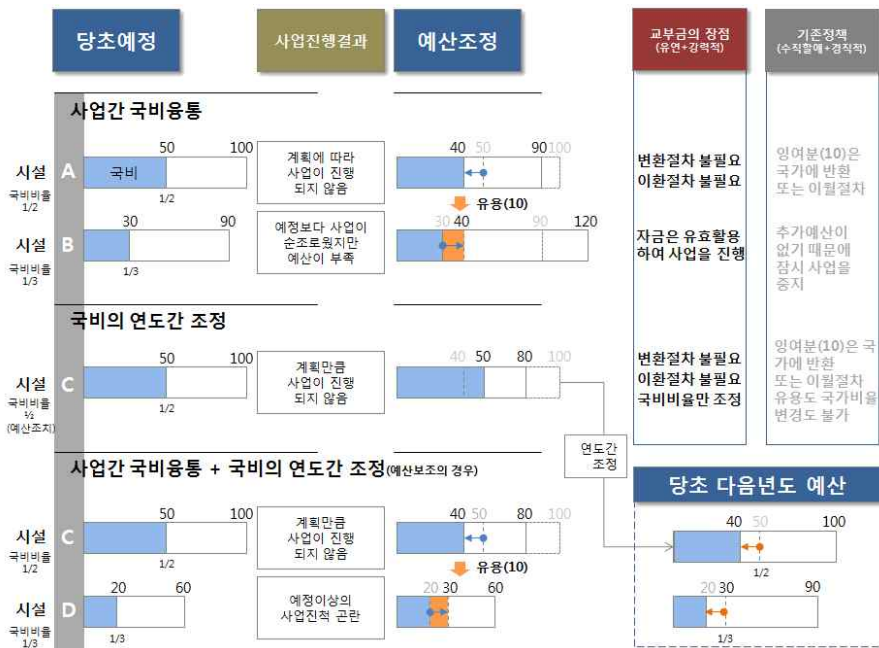 당초예정
사업진행결과
예산조정
교부금의 장점
(유연+강력적)
기존정책
(수직할애+경직적)
사업간 국비융통
시설
국비비율
1/2
A
국비
50
100
1/2
계획에 따라
사업이 진행
되지 않음
40
50
90
100
유용(10)
변환절차 불필요
이환절차 불필요
잉여분(10)은
국가에 반환
또는 이월절차
시설
국비비율
1/3
B
30
90
1/3
예정보다 사업이
순조로웠지만
예산이 부족
30
40
90
120
자금은 유효활용
하여 사업을 진행
추가예산이
없기 때문에
잠시 사업을
중지
국비의 연도간 조정
시설
국비비율
½
(예산조치)
C
50
100
1/2
계획만큼
사업이 진행
되지 않음
40
50
80
100
변환절차 불필요
이환절차 불필요
국비비율만 조정
잉여분(10)은 국
가에 반환
또는 이월절차
유용도 국가비율
변경도 불가
연도간
조정
사업간 국비융통 + 국비의 연도간 조정(예산보조의 경우)
시설
국비비율
1/2
C
50
100
1/2
계획만큼
사업이 진행
되지 않음
40
50
80
100
유용(10)
시설
국비비율
1/3
D
20
60
1/3
예정이상의
사업진척 곤란
20
30
60
당초 다음년도 예산
40
50
100
1/2
20
30
90
1/3